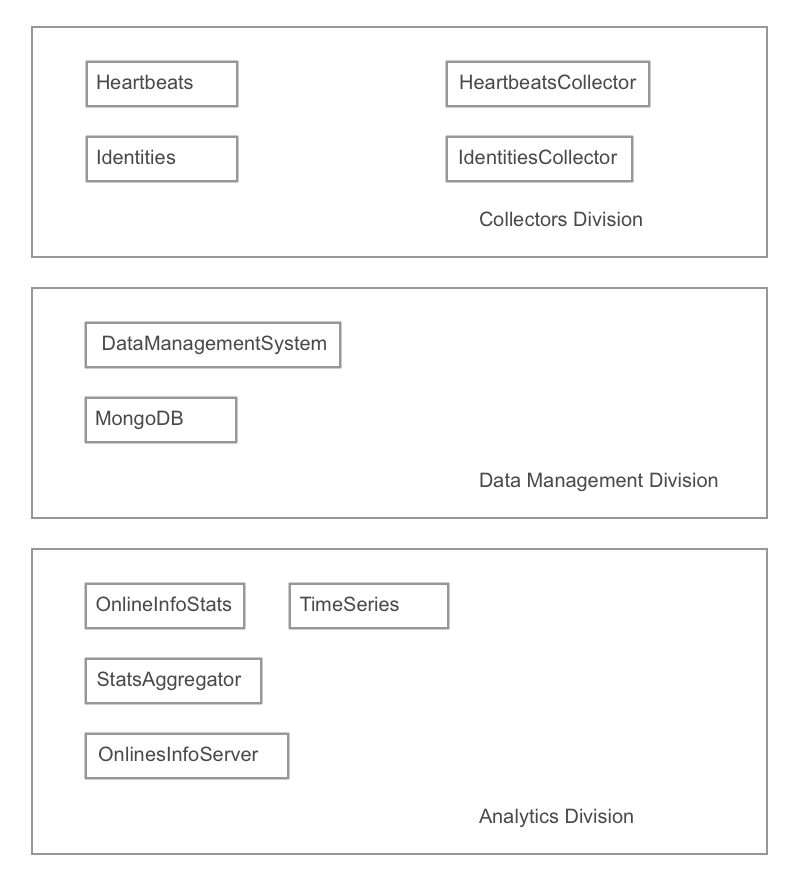 Heartbeats
HeartbeatsCollector
Identities
IdentitiesCollector
Collectors Division
DataManagementSystem
MongoDB
Data Management Division
OnlineInfoStats
TimeSeries
StatsAggregator
OnlinesInfoServer
Analytics Division